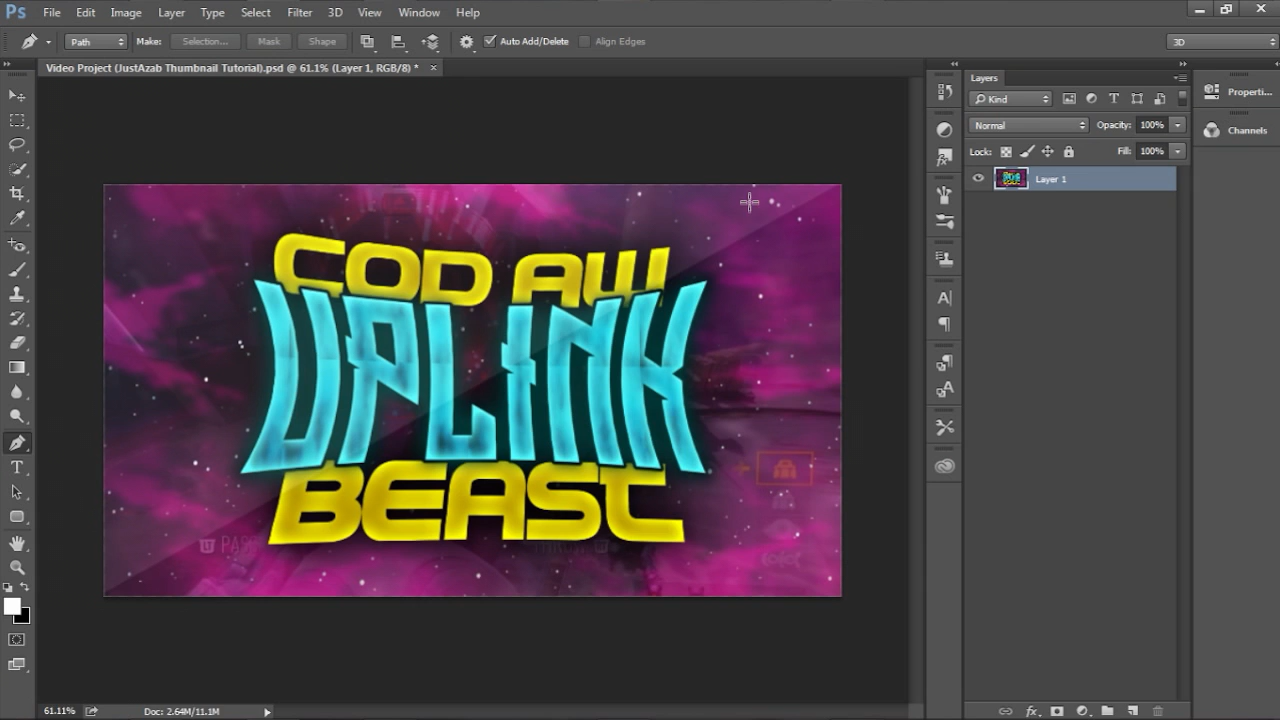 Ps File Edit Image Layer Type Select Filter 3D View Window Help
Path Make: Selection... Mask Shape Auto Add/Delete Align Edges 3D
Video Project (JustAzab Thumbnail Tutorial).psd @ 61.1% (Layer 1, RGB/8) * ×
Layers
Properti...
Kind
Normal Opacity: 100%
Channels
Lock: Fill: 100%
Layer 1
COD AW
UPLINK
BEAST
61.11% Doc: 2.64M/11.1M